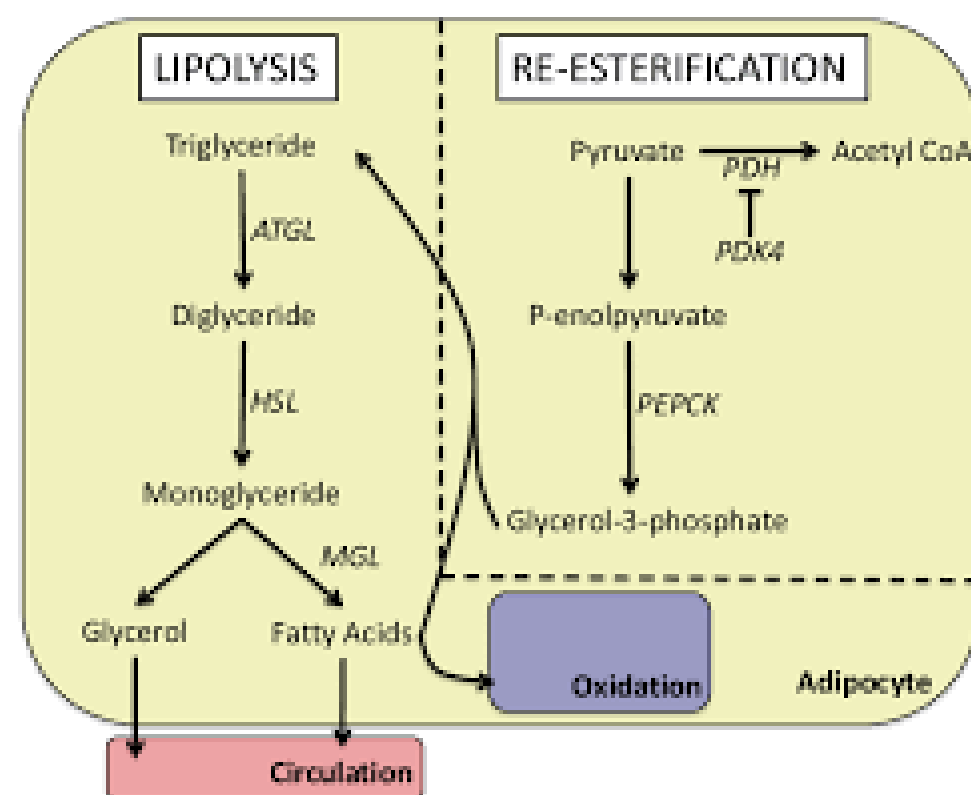 LIPOLYSIS
RE-ESTERIFICATION
Triglyceride
Pyruvate
Acetyl CoA
PDH
ATGL
PDK4
Diglyceride
P-enolpyruvate
HSL
PEPCK
Monoglyceride
Glycerol-3-phosphate
MGL
Glycerol
Fatty Acids
Oxidation
Adipocyte
Circulation